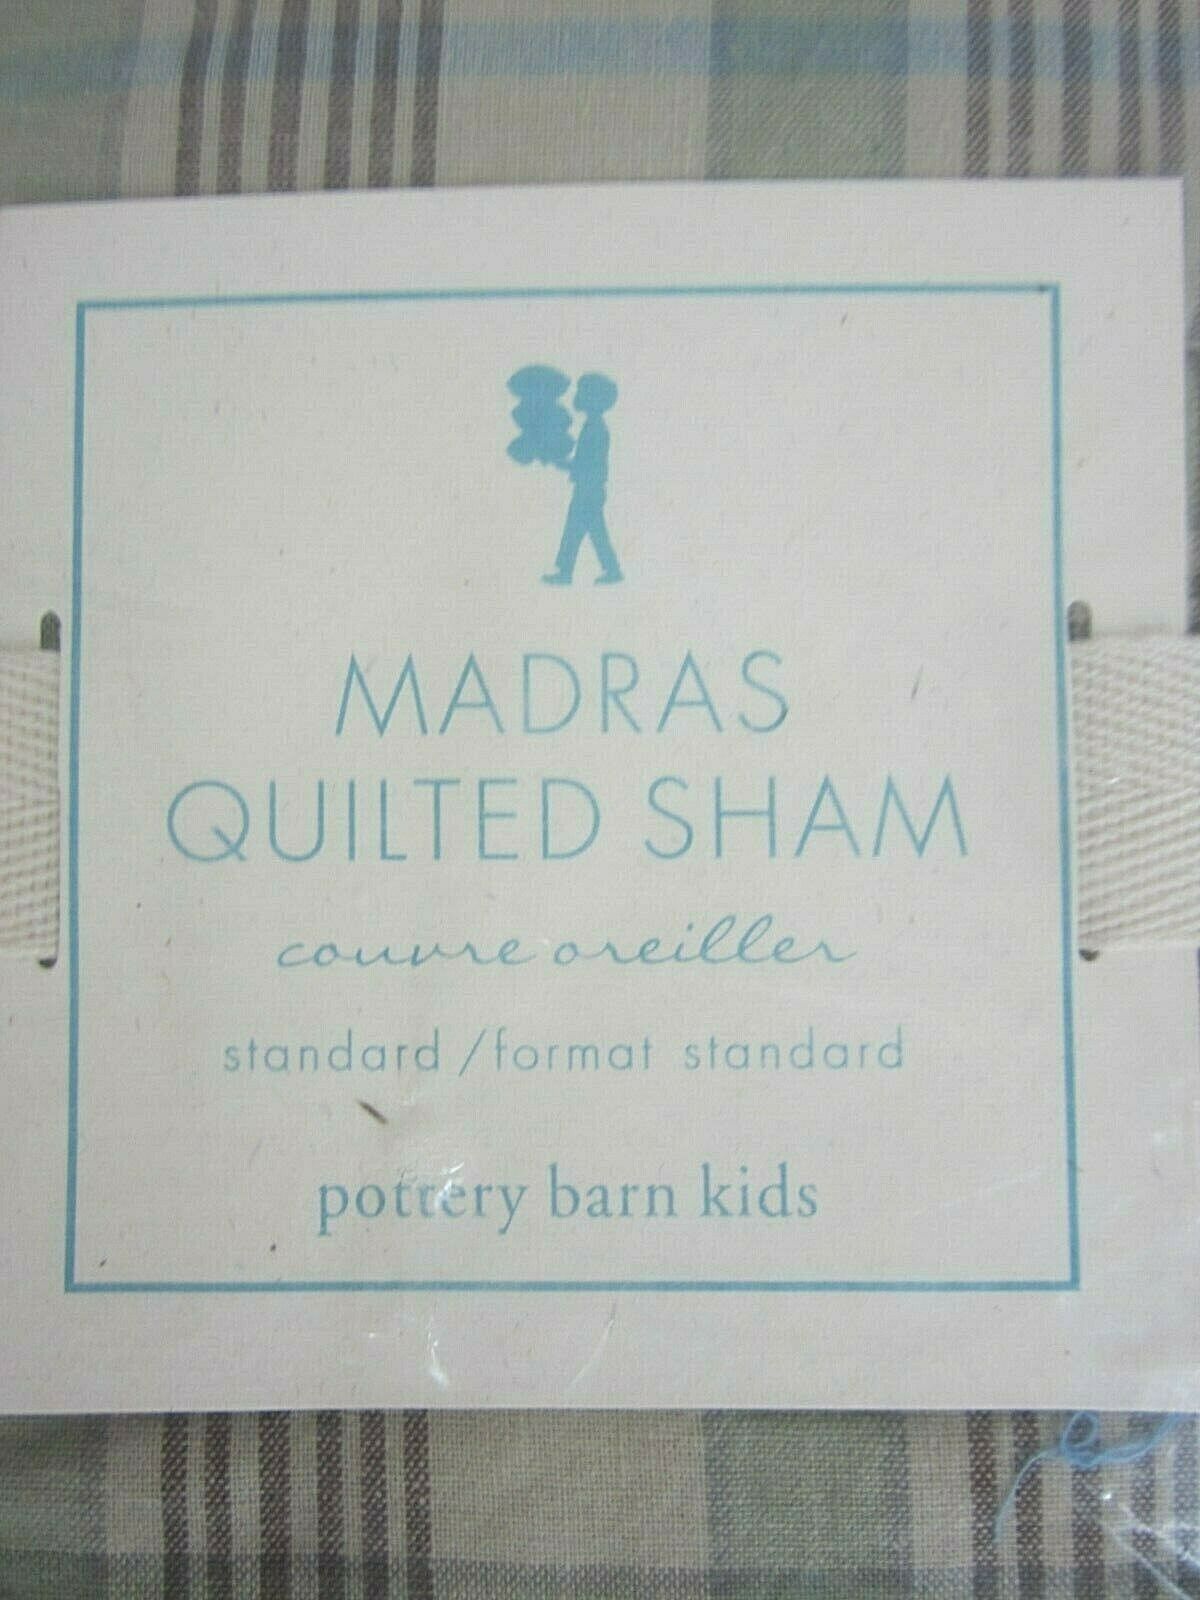 MADRAS
QUILTED SHAM
couvre oreiller
standard / format standard
pottery barn kids